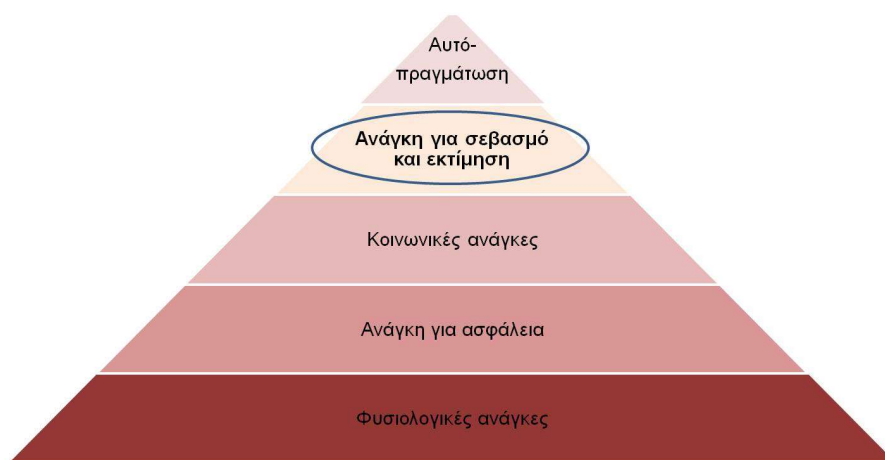 Αυτό-
πραγμάτωση
Ανάγκη για σεβασμό
και εκτίμηση
Κοινωνικές ανάγκες
Ανάγκη για ασφάλεια
Φυσιολογικές ανάγκες